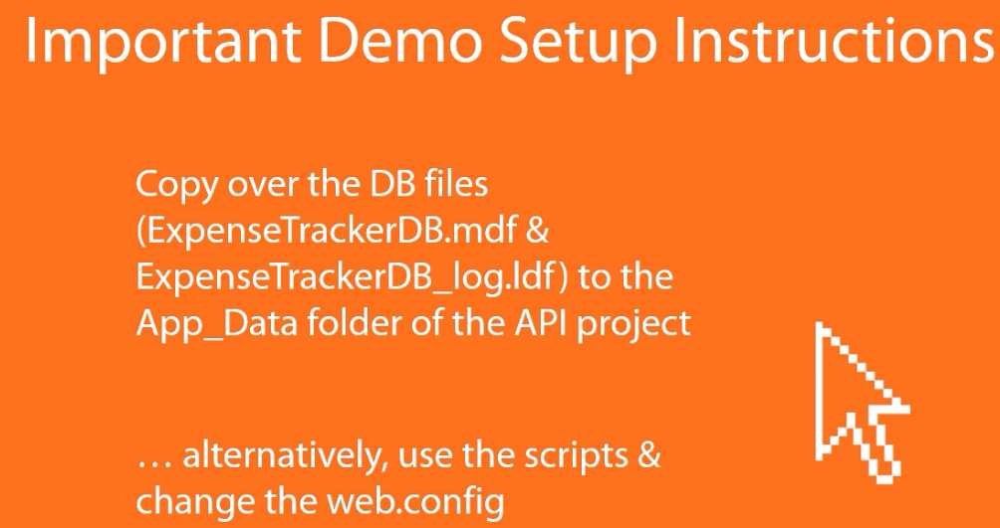 Important Demo Setup Instructions
Copy over the DB files
(ExpenseTrackerDB.mdf &
ExpenseTrackerDB_log.ldf) to the
App_Data folder of the API project
… alternatively, use the scripts &
change the web.config